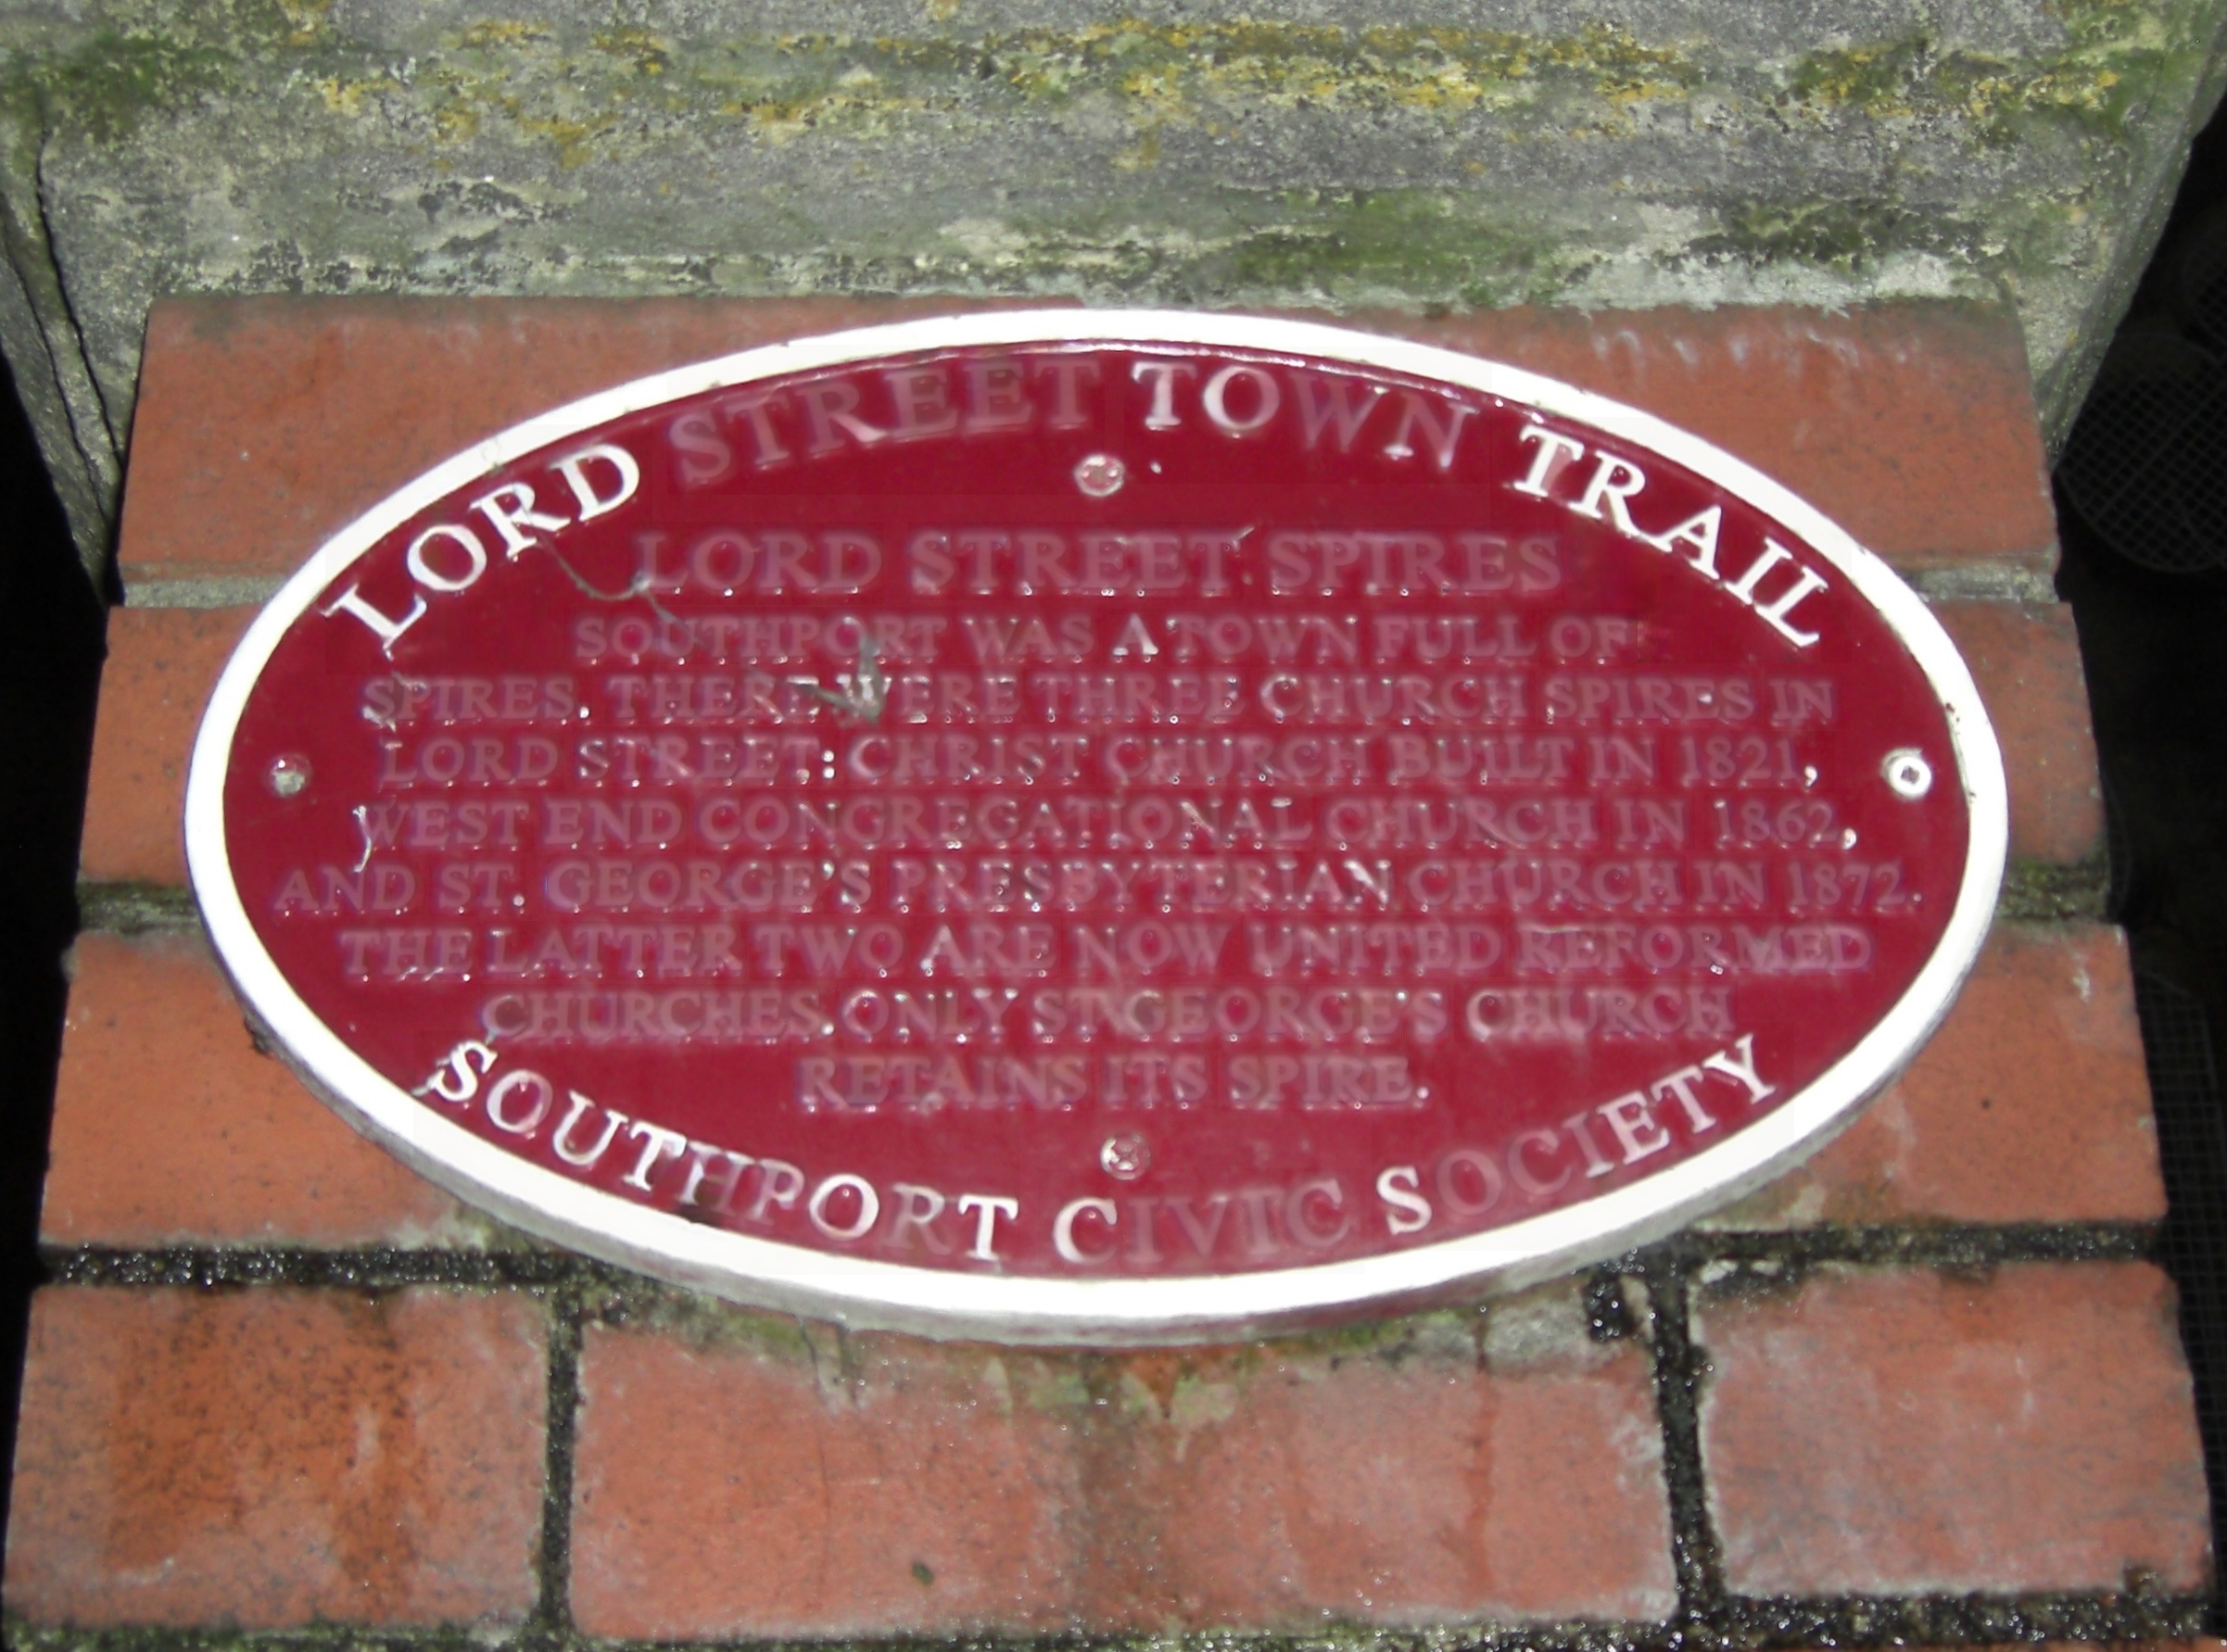 LORD STREET TOWN TRAIL
LORD STREET SPIRES
SOUTHPORT WAS A TOWN FULL OF
SPIRES. THERE WERE THREE CHURCH SPIRES IN
LORD STREET: CHRIST CHURCH BUILT IN 1821,
WEST END CONGREGATIONAL CHURCH IN 1862,
AND ST. GEORGE'S PRESBYTERIAN CHURCH IN 1872.
THE LATTER TWO ARE NOW UNITED REFORMED
CHURCHES. ONLY ST. GEORGE'S CHURCH
RETAINS ITS SPIRE.
SOUTHPORT CIVIC SOCIETY